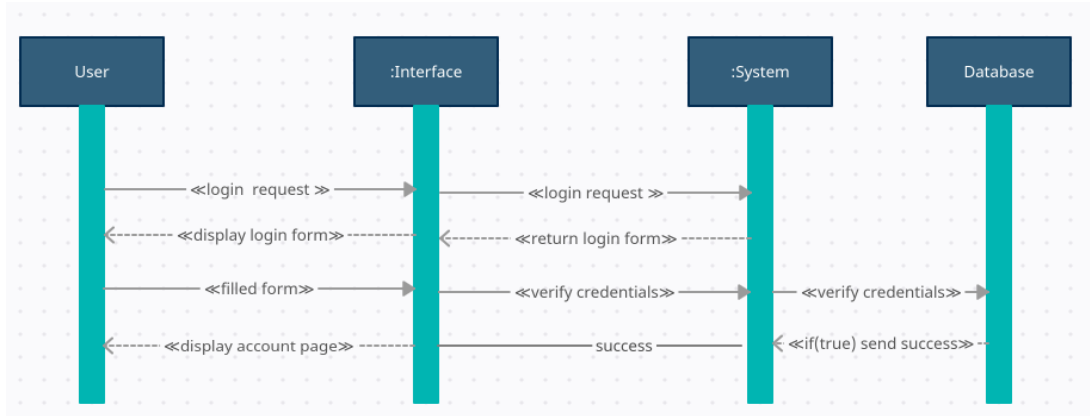 User
:Interface
:System
Database
≪login  request ≫
≪login request ≫
≪display login form≫
≪return login form≫
≪filled form≫
≪verify credentials≫
≪verify credentials≫
≪display account page≫
success
≪if(true) send success≫